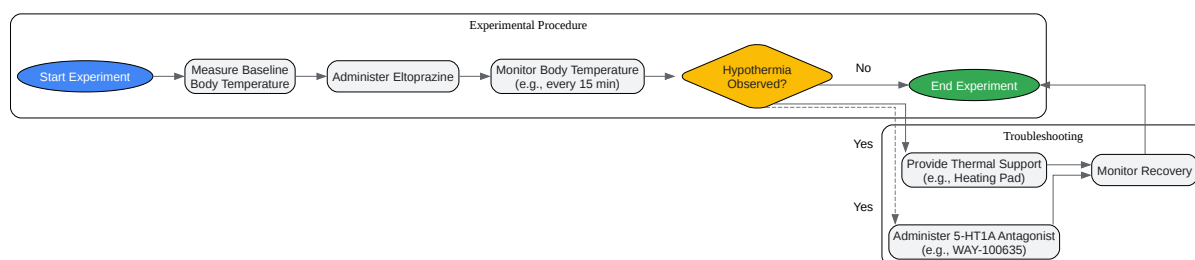 Experimental Procedure
Start Experiment
Measure Baseline
Body Temperature
Administer Eltoprazine
Monitor Body Temperature
(e.g., every 15 min)
Hypothermia
Observed?
No
End Experiment
Troubleshooting
Yes
Provide Thermal Support
(e.g., Heating Pad)
Monitor Recovery
Yes
Administer 5-HT1A Antagonist
(e.g., WAY-100635)